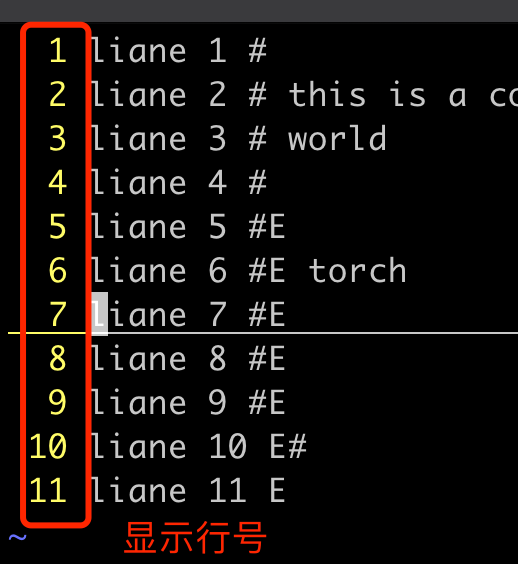 1 liane 1 #
2 liane 2 # this is a
3 liane 3 # world
4 liane 4 #
5 liane 5 #E
6 liane 6 #E torch
7 liane 7 #E
8 liane 8 #E
9 liane 9 #E
10 liane 10 E#
11 liane 11 E
~ 显示行号